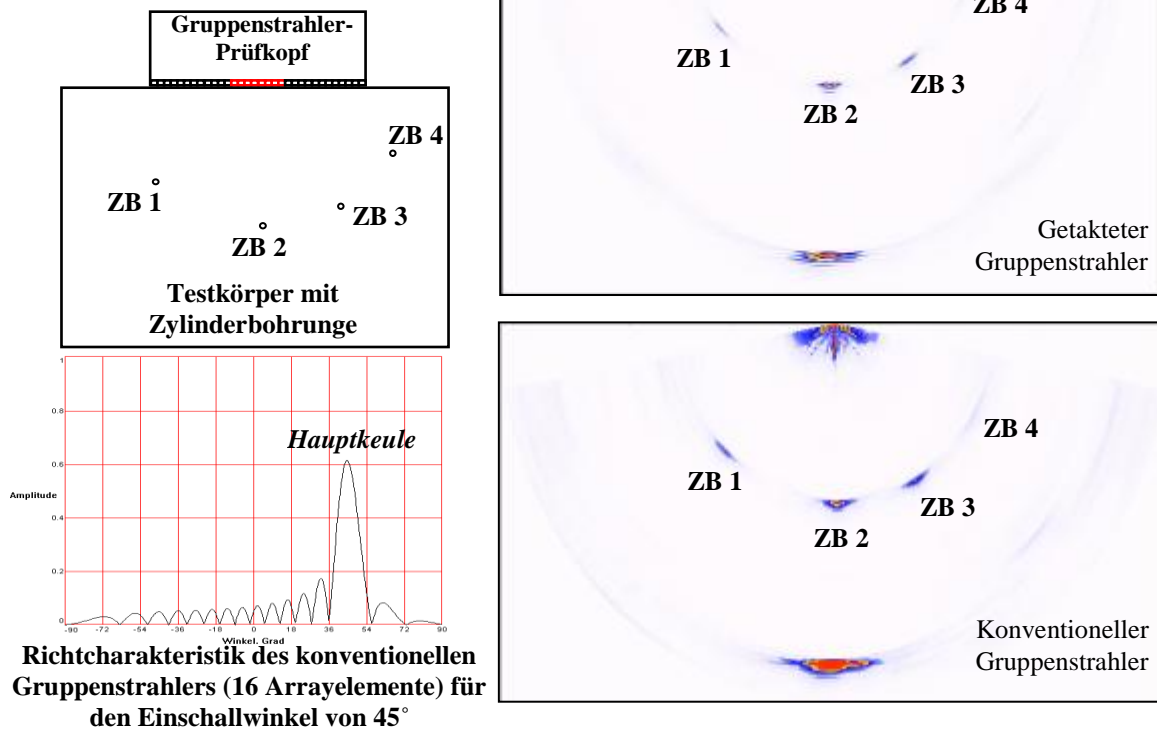 Gruppenstrahler-
Prüfkopf
ZB 4
ZB 1
ZB 3
ZB 2
Testkörper mit
Zylinderbohrunge
ZB 4
ZB 1
ZB 3
ZB 2
Getakteter
Gruppenstrahler
1
0.8
0.6
0.4
0.2
0
Amplitude
Hauptkeule
-90 -72 -54 -36 -18 0 18 36 54 72 90
Winkel, Grad
Richtcharakteristik des konventionellen
Gruppenstrahlers (16 Arrayelemente) für
den Einschallwinkel von 45°
ZB 4
ZB 1
ZB 3
ZB 2
Konventioneller
Gruppenstrahler